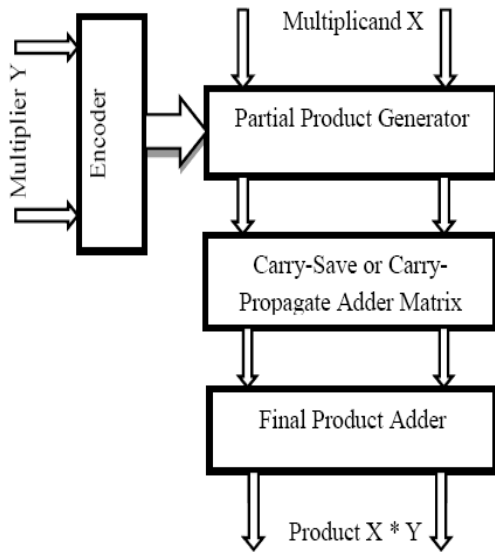 Multiplicand X
Multiplier Y
Encoder
Partial Product Generator
Carry-Save or Carry-
Propagate Adder Matrix
Final Product Adder
Product X * Y